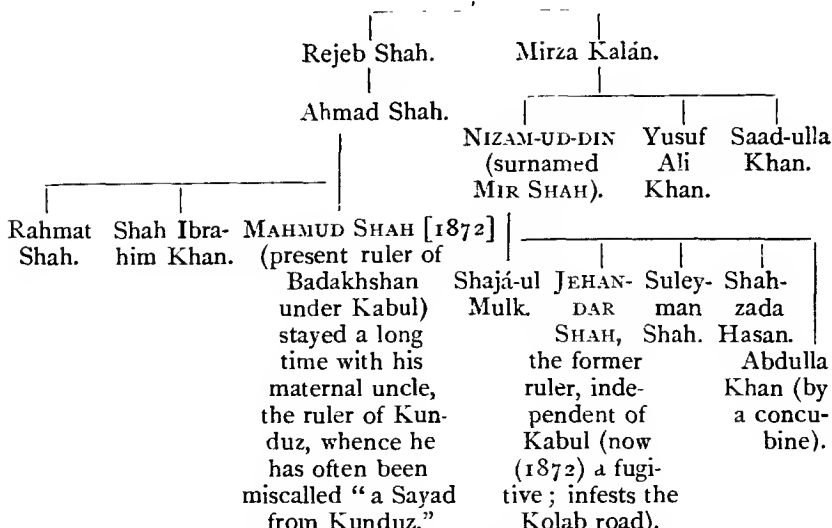 Rejeb Shah. Mirza Kalán.
Ahmad Shah.
NIZAM-UD-DIN Yusuf Saad-ulla
(surnamed Ali Khan.
MIR SHAH). Khan.
Rahmat Shah Ibra- MAHMUD SHAH [1872]
Shah. him Khan. (present ruler of
Badakhshan Shajá-ul JEHAN- Suley- Shah-
under Kabul) Mulk. DAR man zada
stayed a long SHAH, Shah. Hasan.
time with his the former Abdulla
maternal uncle, ruler, inde- Khan (by
the ruler of Kun- pendent of a concu-
duz, whence he Kabul (now bine).
has often been (1872) a fugi-
miscalled “a Sayad tive; infests the
from Kunduz.” Kolab road).